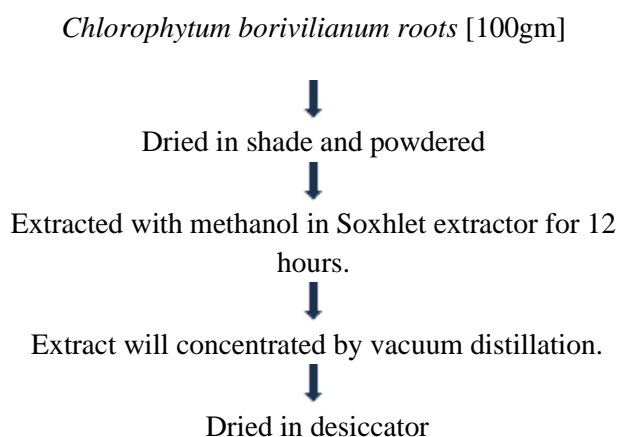 Chlorophytum borivilianum roots [100gm]
Dried in shade and powdered
Extracted with methanol in Soxhlet extractor for 12
hours.
Extract will concentrated by vacuum distillation.
Dried in desiccator